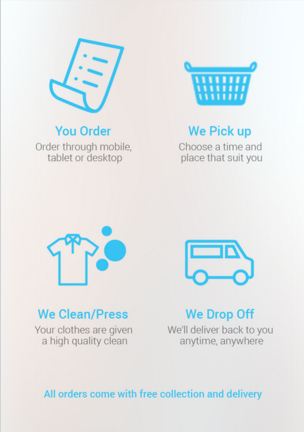 You Order
Order through mobile,
tablet or desktop
We Pick up
Choose a time and
place that suit you
We Clean/Press
Your clothes are given
a high quality clean
We Drop Off
We'll deliver back to you
anytime, anywhere
All orders come with free collection and delivery